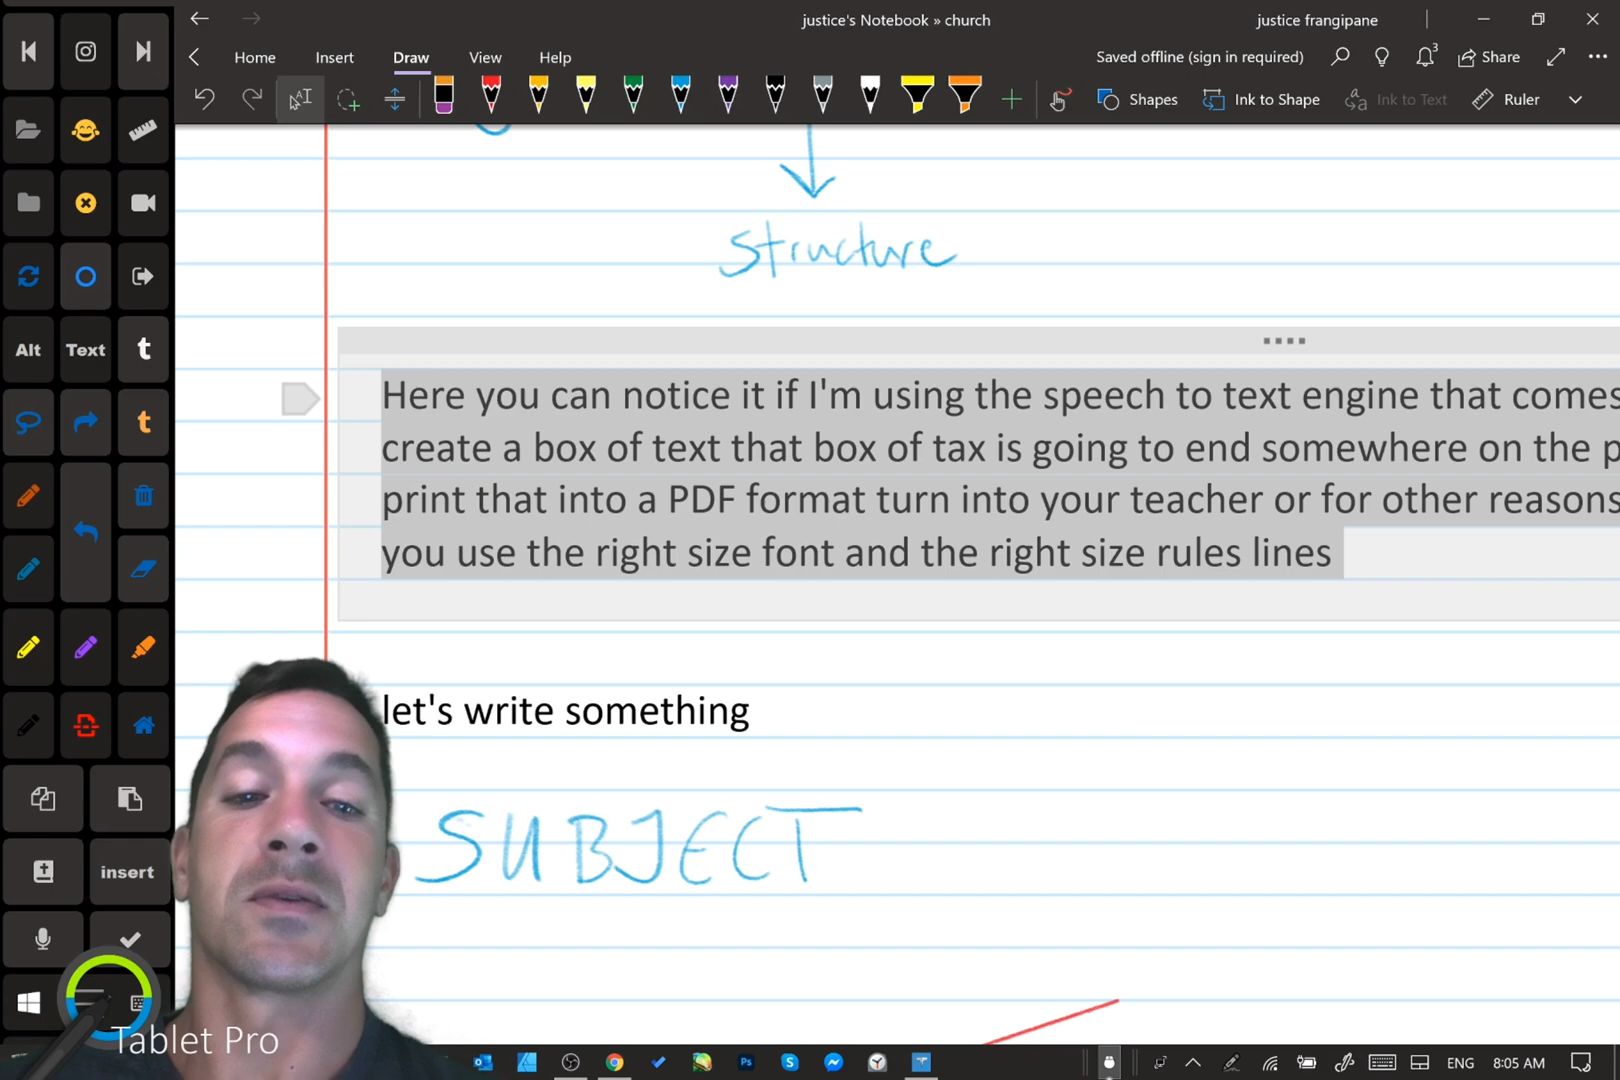 justice's Notebook » church
justice frangipane
Home Insert Draw View Help
Saved offline (sign in required)
3
Share
Shapes
Ink to Shape
Ink to Text
Ruler
Structure
Here you can notice it if I'm using the speech to text engine that comes
create a box of text that box of tax is going to end somewhere on the p
print that into a PDF format turn into your teacher or for other reasons
you use the right size font and the right size rules lines
let's write something
SUBJECT
Alt
Text
t
t
insert
Tablet Pro
Ps
ENG
8:05 AM